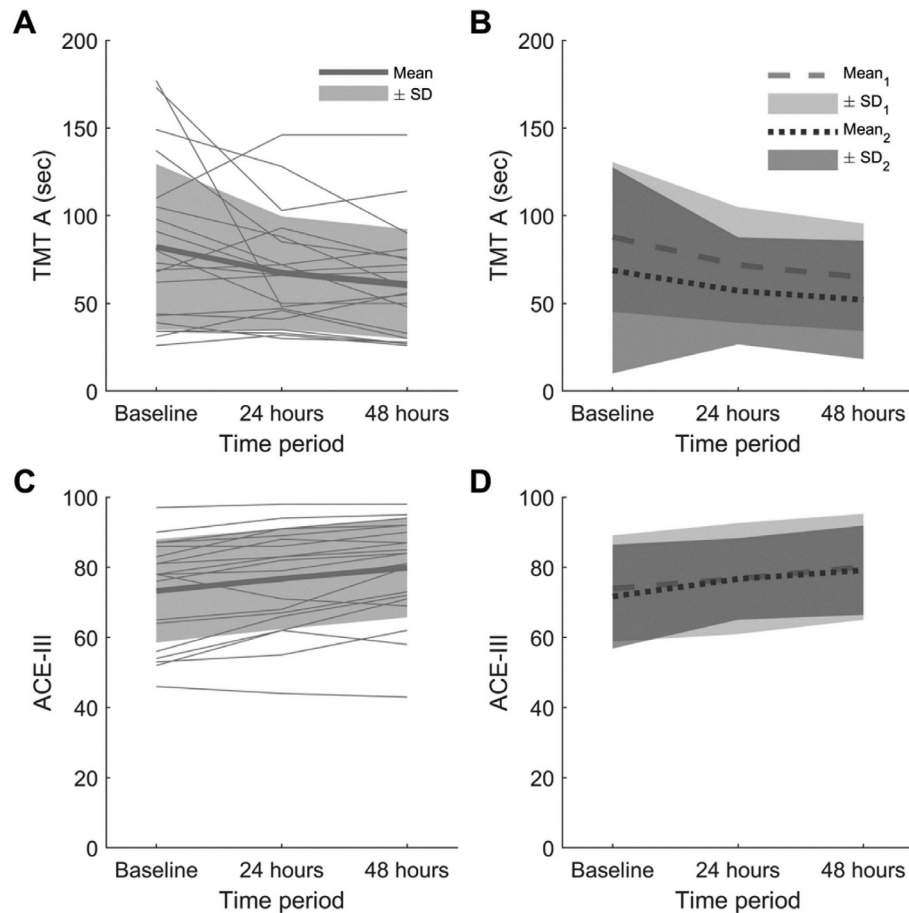 A
200
150
100
50
0
TMT A (sec)
Mean
± SD
Baseline 24 hours 48 hours
Time period
B
200
150
100
50
0
TMT A (sec)
Mean1
± SD1
Mean2
± SD2
Baseline 24 hours 48 hours
Time period
C
100
80
60
40
20
0
ACE-III
Baseline 24 hours 48 hours
Time period
D
100
80
60
40
20
0
ACE-III
Baseline 24 hours 48 hours
Time period